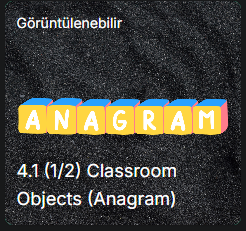 Görüntülenebilir
ANAGRAM
4.1 (1/2) Classroom
Objects (Anagram)